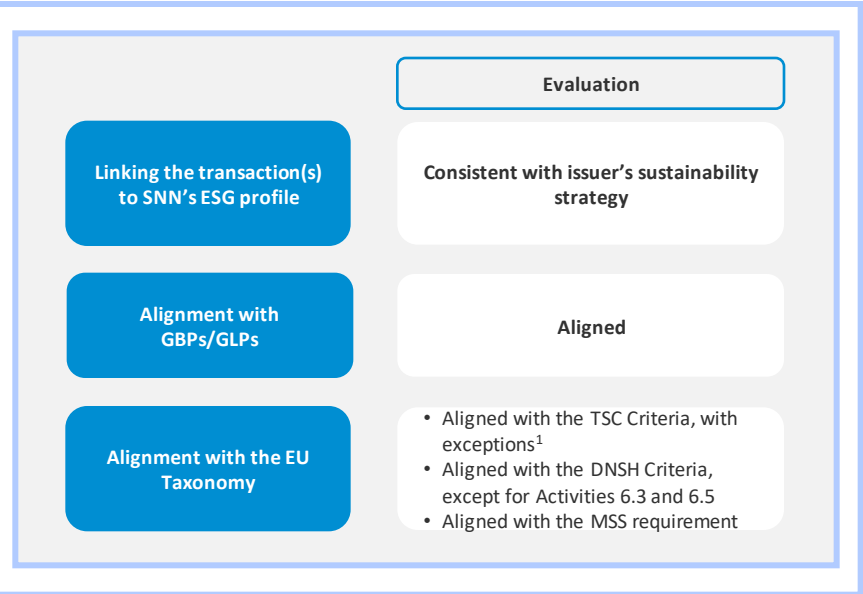 Evaluation
Linking the transaction(s)
to SNN's ESG profile
Consistent with issuer's sustainability
strategy
Alignment with
GBPs/GLPs
Aligned
Alignment with the EU
Taxonomy
• Aligned with the TSC Criteria, with
exceptions¹
• Aligned with the DNSH Criteria,
except for Activities 6.3 and 6.5
• Aligned with the MSS requirement